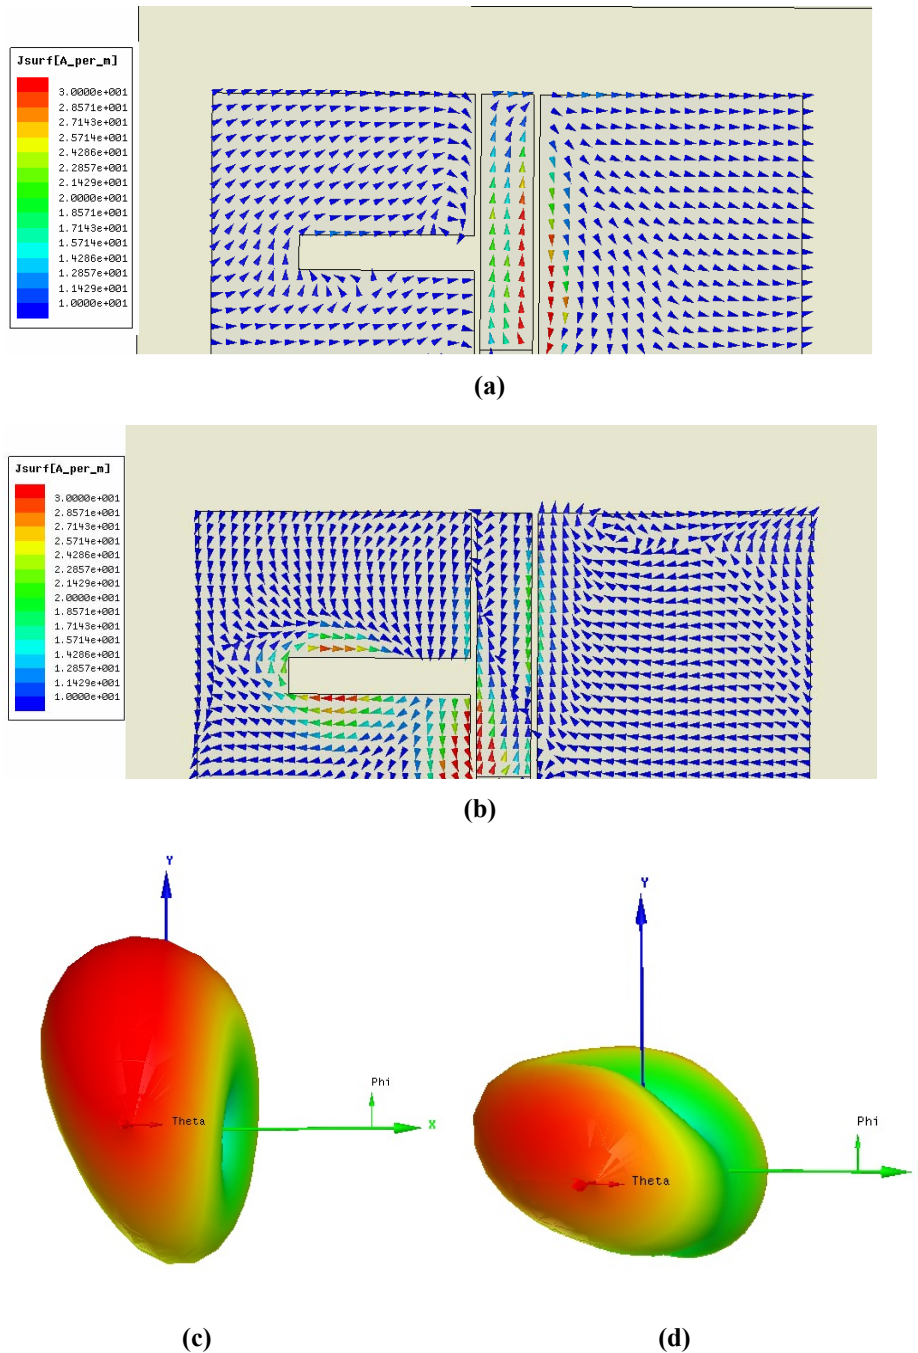 Jsurf[A_per_m]
3.0000e+001
2.8571e+001
2.7143e+001
2.5714e+001
2.4286e+001
2.2857e+001
2.1429e+001
2.0000e+001
1.8571e+001
1.7143e+001
1.5714e+001
1.4286e+001
1.2857e+001
1.1429e+001
1.0000e+001
(a)
Jsurf[A_per_m]
3.0000e+001
2.8571e+001
2.7143e+001
2.5714e+001
2.4286e+001
2.2857e+001
2.1429e+001
2.0000e+001
1.8571e+001
1.7143e+001
1.5714e+001
1.4286e+001
1.2857e+001
1.1429e+001
1.0000e+001
(b)
Y
Phi
X
Theta
Y
Phi
Theta
(c)
(d)